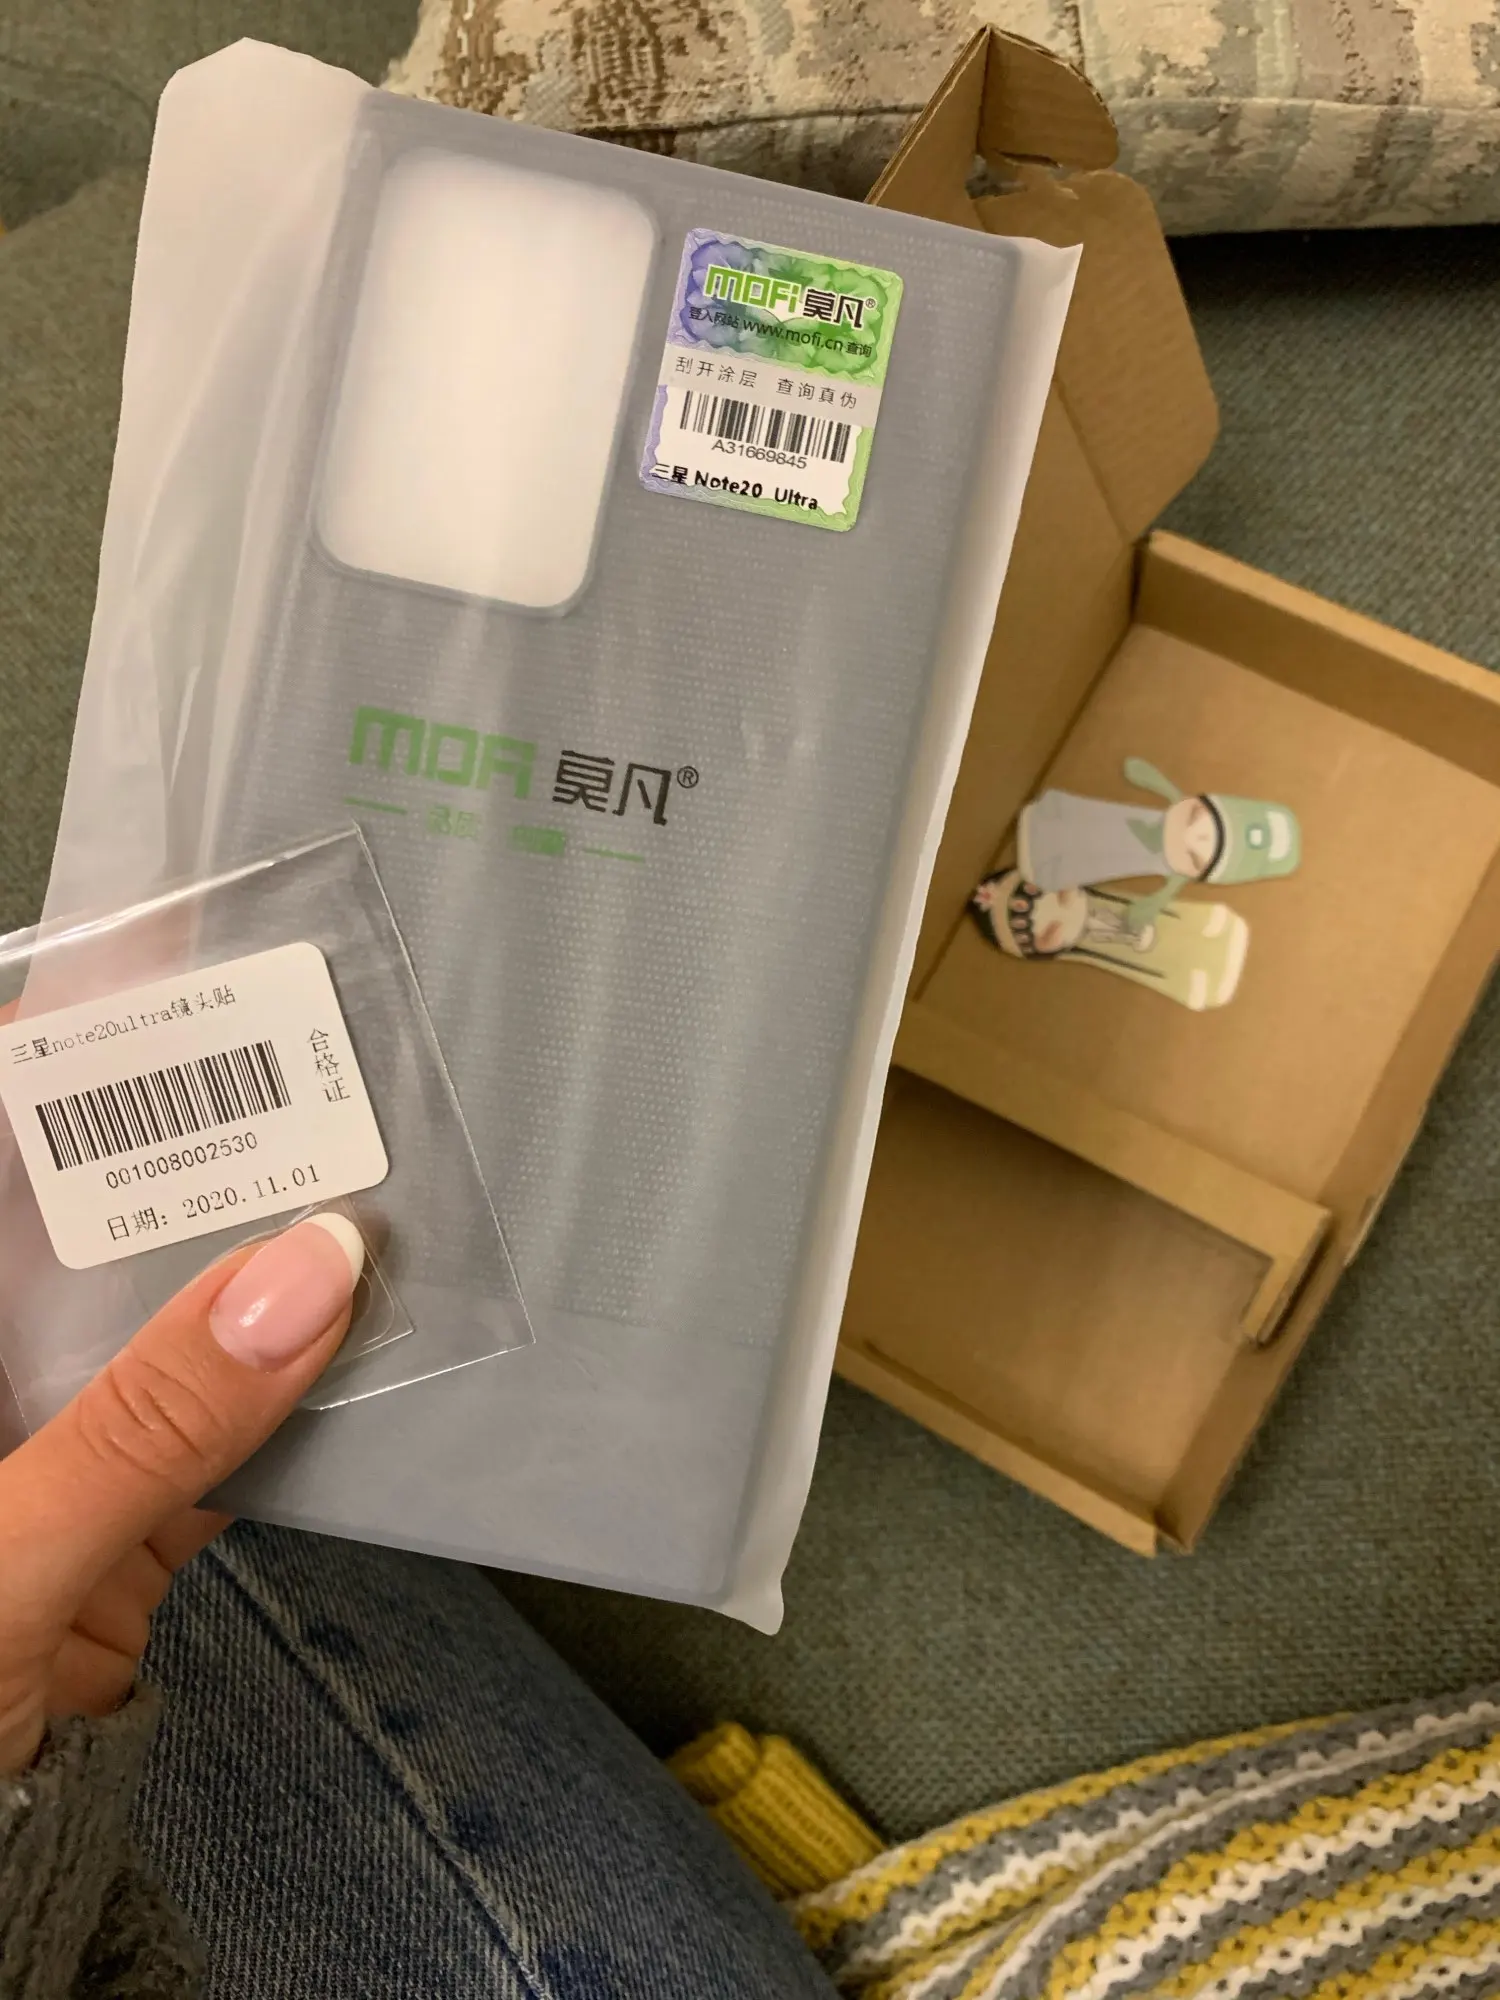 mofi 莫凡®
登入网站 www.mofi.cn 查询
刮开涂层 查询真伪
A31669845
三星 Note20 Ultra
mofi 莫凡®
品质
三星note20ultra镜头贴
合格证
001008002530
日期: 2020.11.01